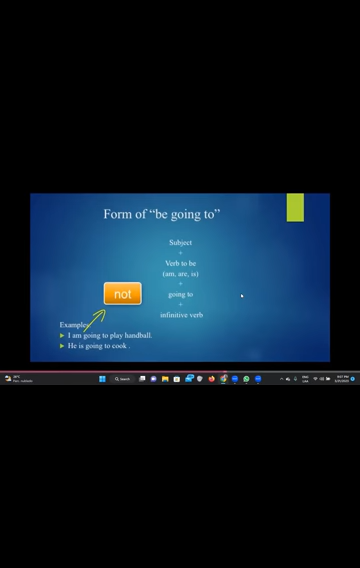 Form of “be going to”
Subject
+
Verb to be
(am, are, is)
+
going to
+
infinitive verb
not
Example:
I am going to play handball.
He is going to cook .
Search